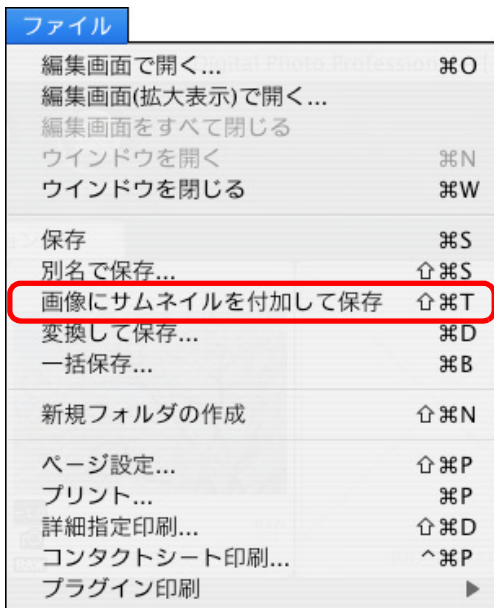 ファイル
編集画面で開く... ⌘O
編集画面(拡大表示)で開く...
編集画面をすべて閉じる
ウインドウを開く ⌘N
ウインドウを閉じる ⌘W
保存 ⌘S
別名で保存... ⇧⌘S
画像にサムネイルを付加して保存 ⇧⌘T
変換して保存... ⌘D
一括保存... ⌘B
新規フォルダの作成 ⇧⌘N
ページ設定... ⇧⌘P
プリント... ⌘P
詳細指定印刷... ⇧⌘D
コンタクトシート印刷... ^⌘P
プラグイン印刷 ▶